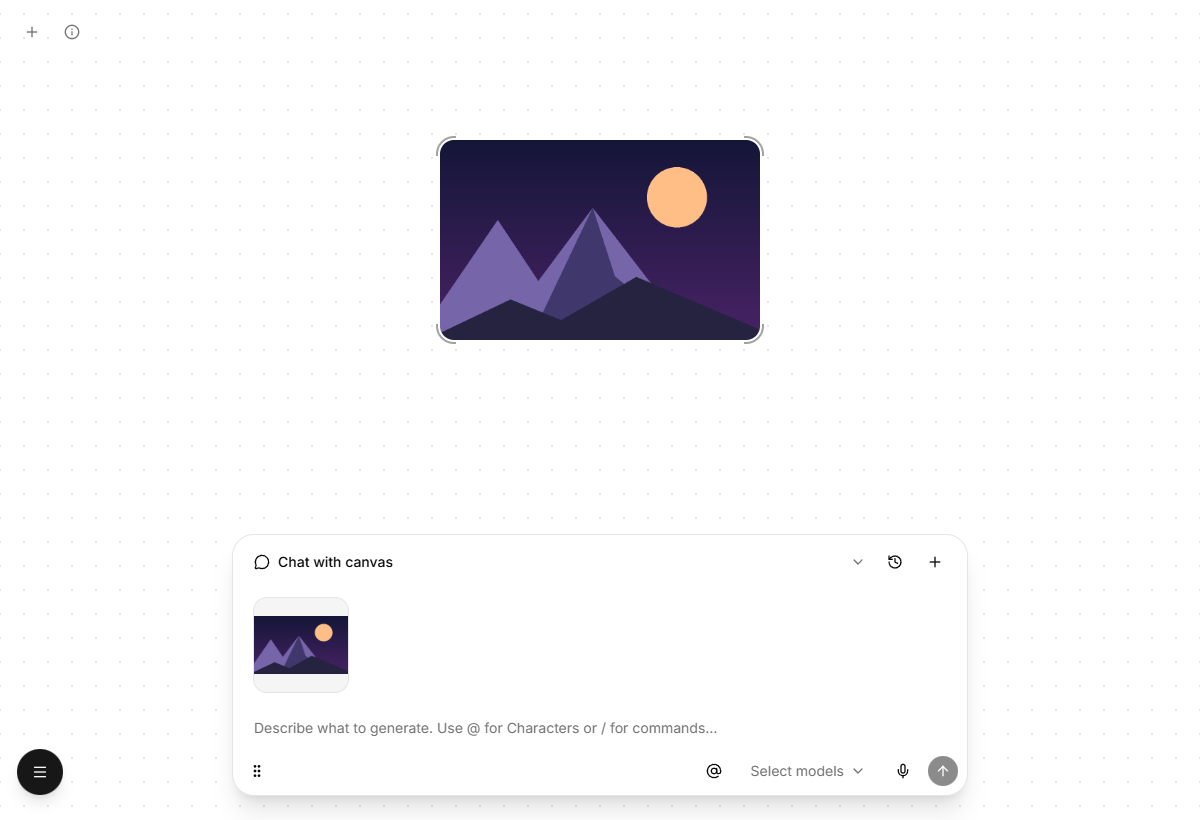 Chat with canvas
Describe what to generate. Use @ for Characters or / for commands...
Select models